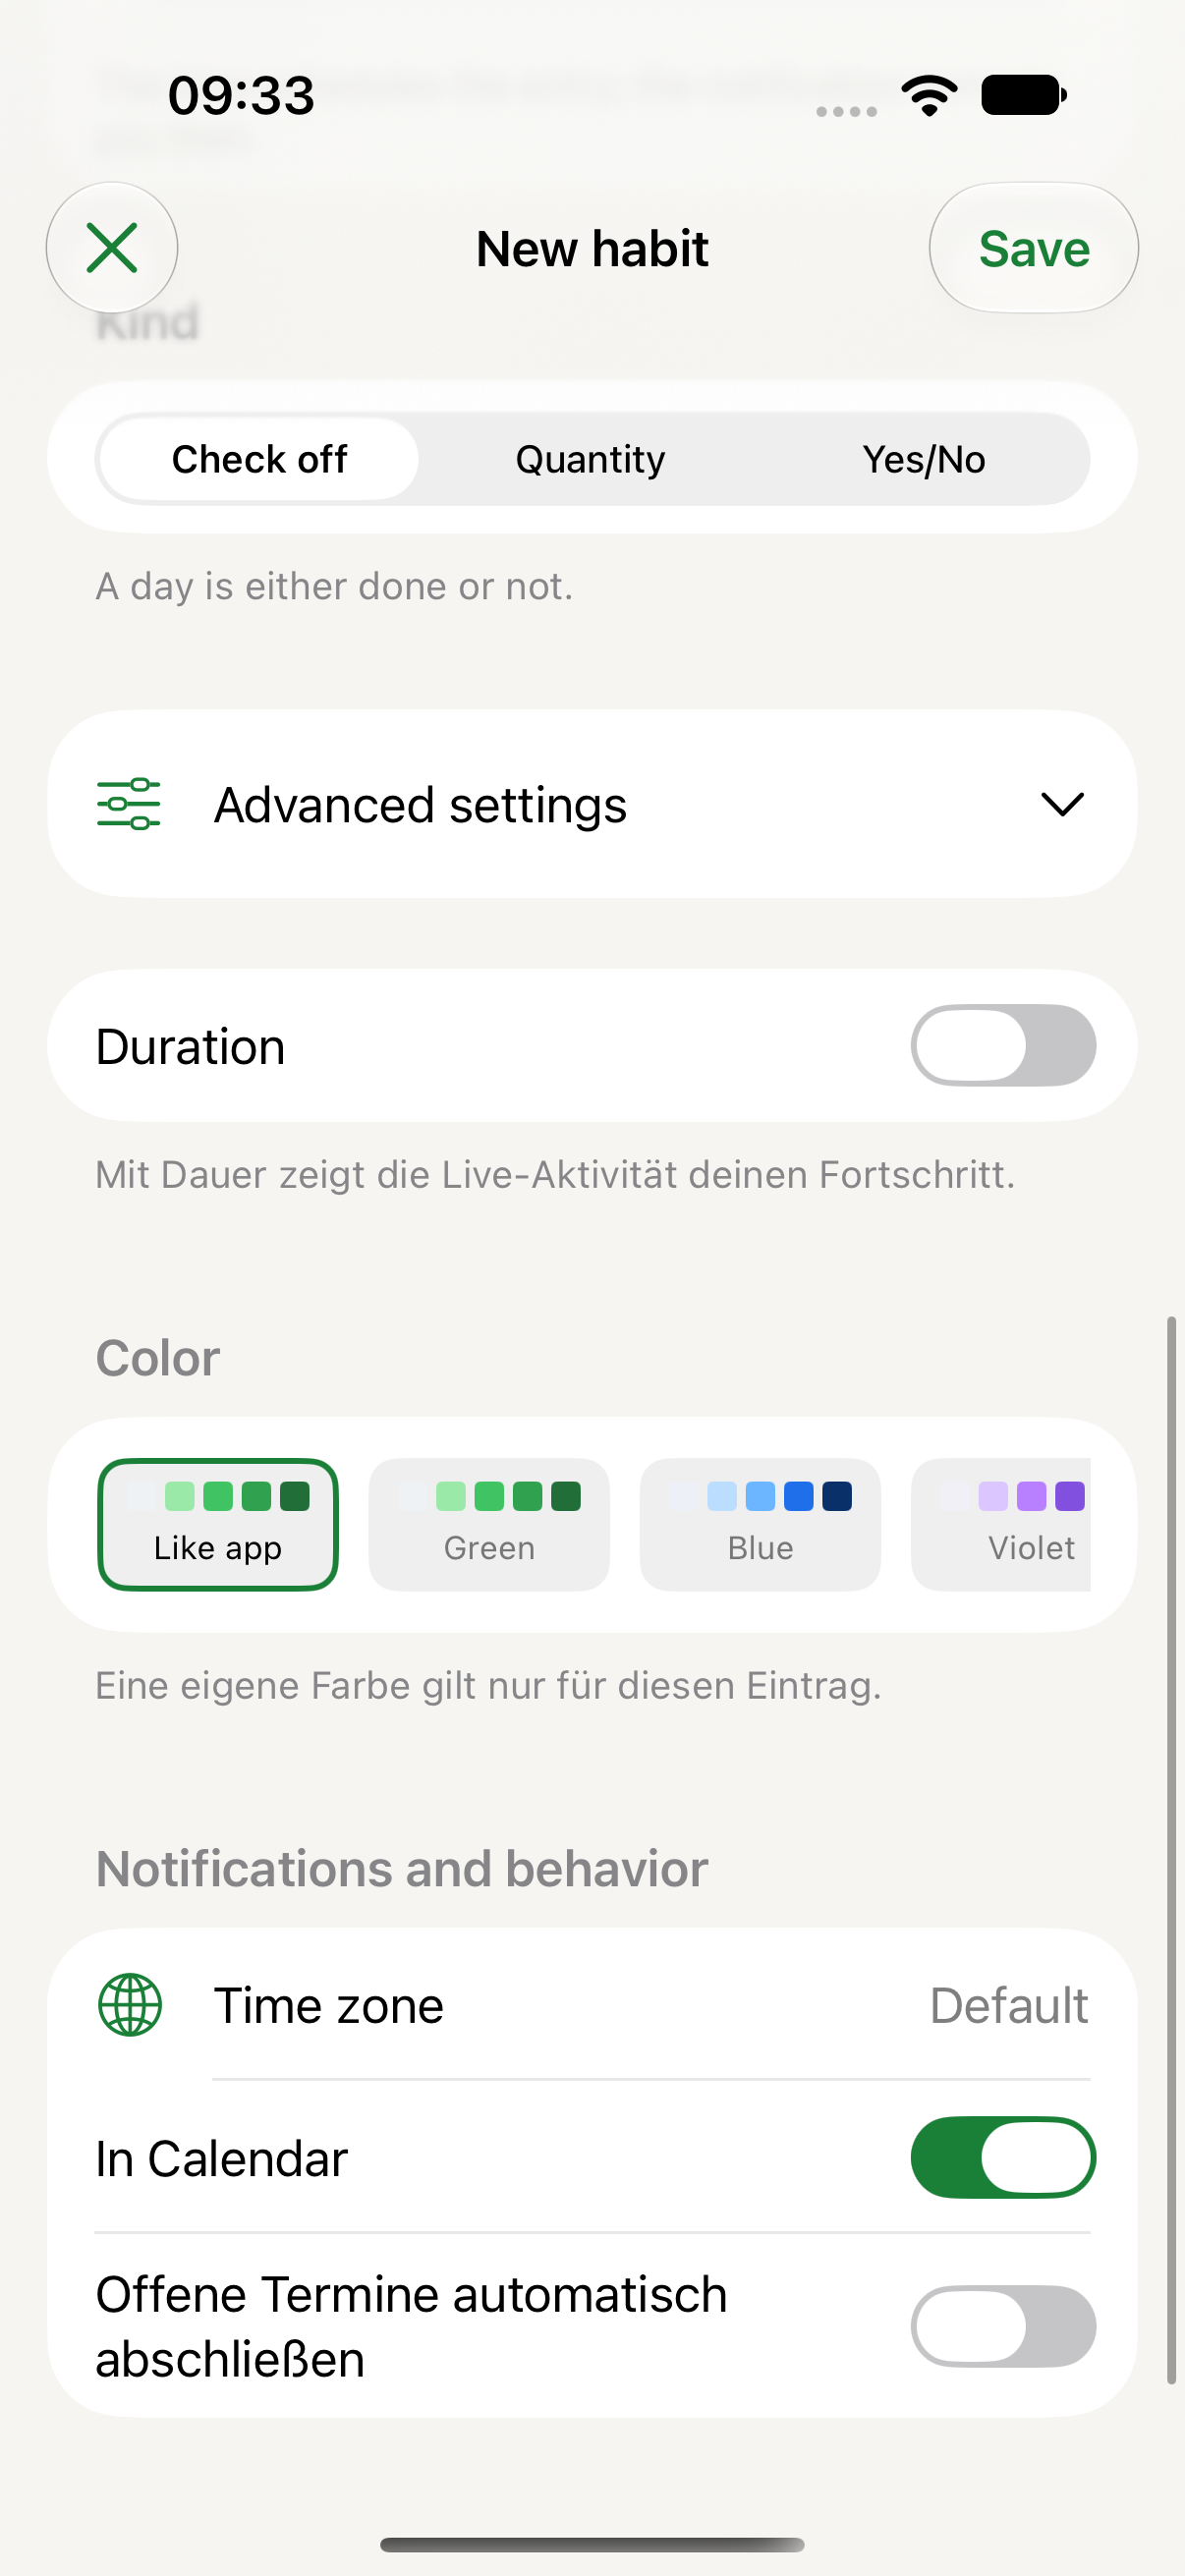 09:33
New habit
Save
Kind
Check off
Quantity
Yes/No
A day is either done or not.
Advanced settings
Duration
Mit Dauer zeigt die Live-Aktivität deinen Fortschritt.
Color
Like app
Green
Blue
Violet
Eine eigene Farbe gilt nur für diesen Eintrag.
Notifications and behavior
Time zone
Default
In Calendar
Offene Termine automatisch
abschließen